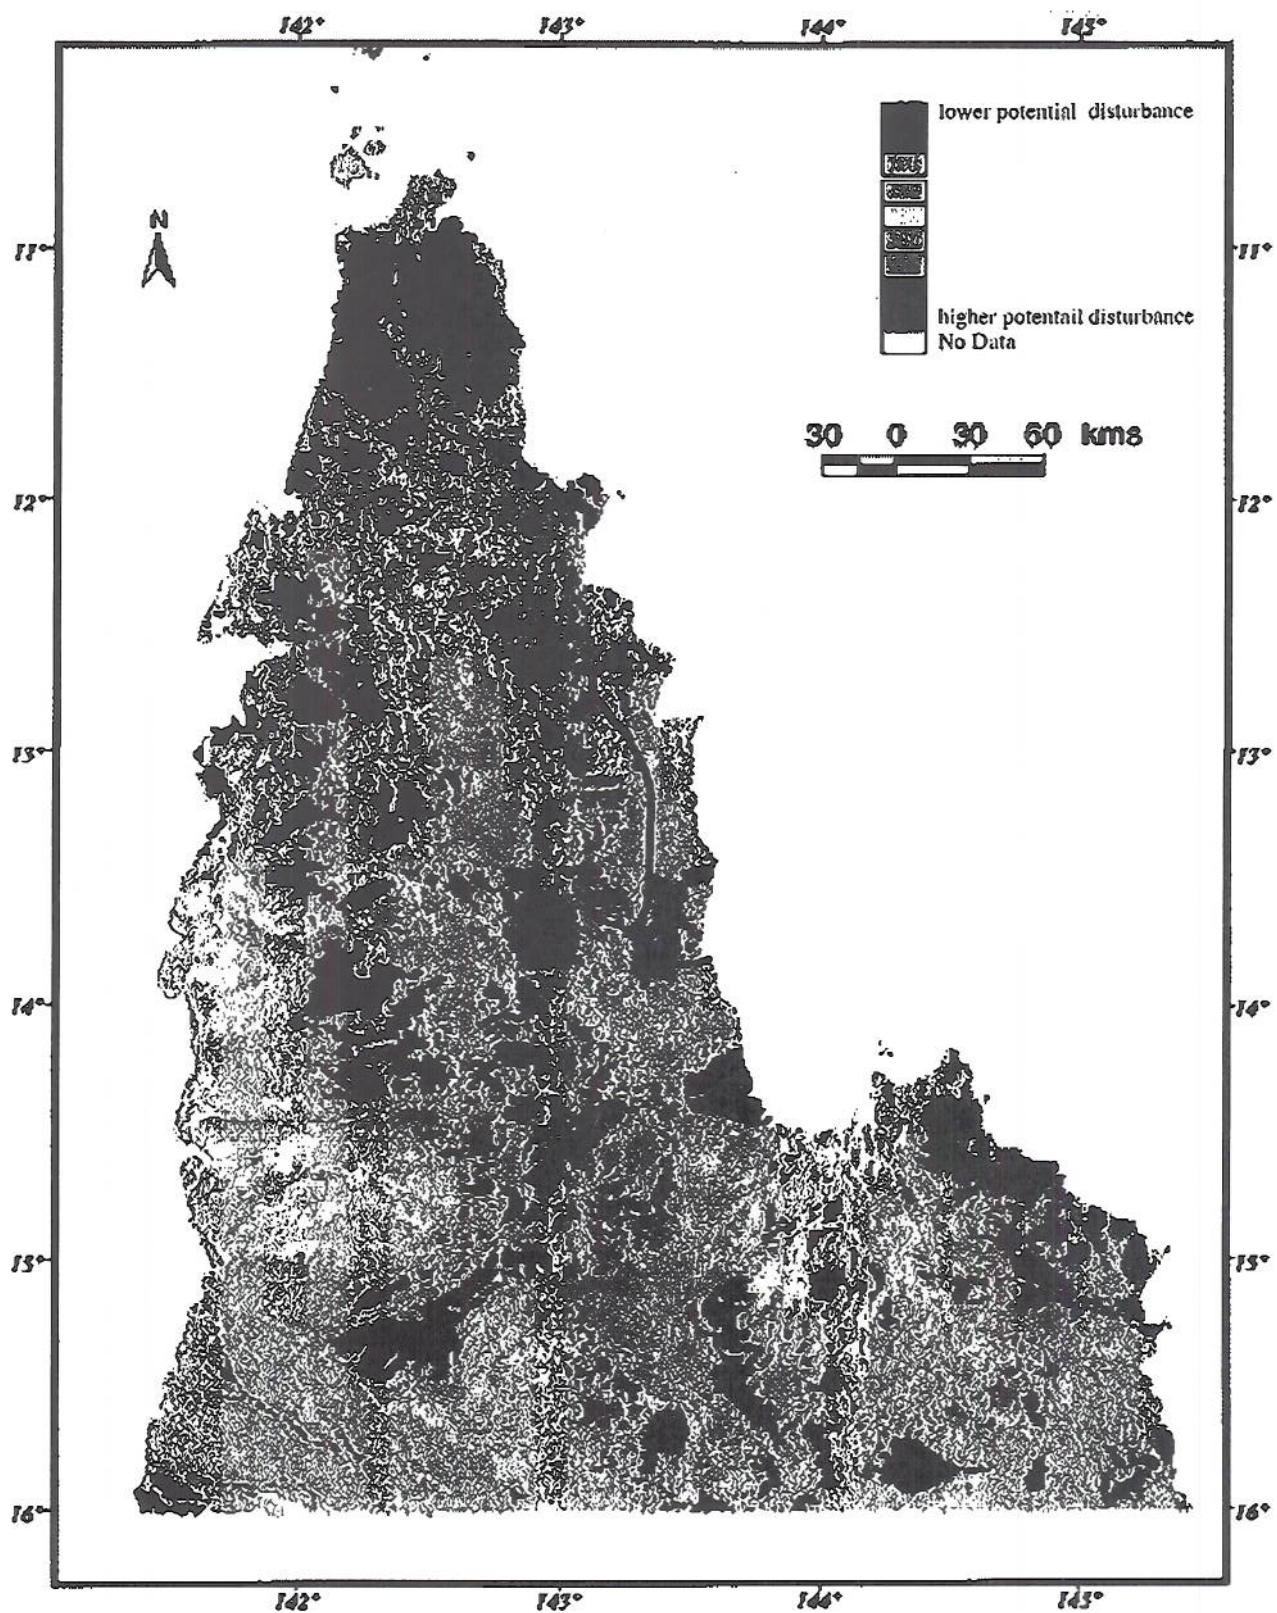 142° 143° 144° 145°
lower potential disturbance
N
11° 11°
higher potentail disturbance
No Data
30 0 30 60 kms
12° 12°
13° 13°
14° 14°
15° 15°
16° 16°
142° 143° 144° 145°